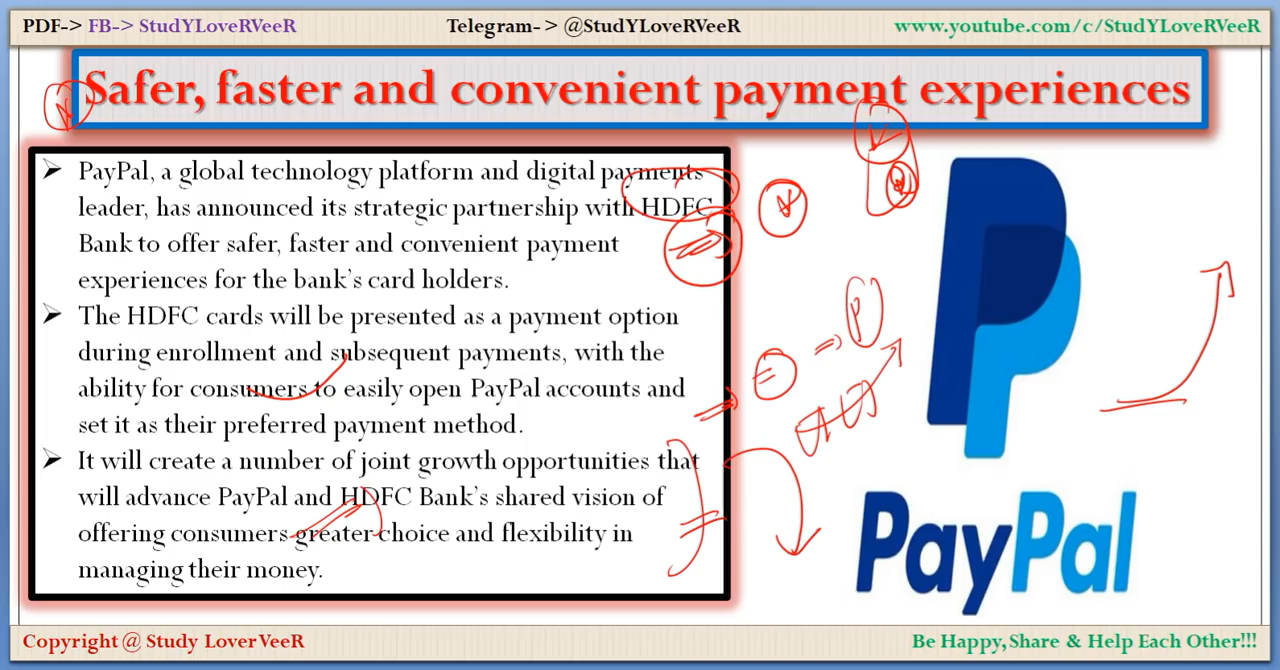 PDF-> FB-> StudYLoveRVeeR
Telegram-> @StudYLoveRVeeR
www.youtube.com/c/StudYLoveRVeeR
Safer, faster and convenient payment experiences
➢ PayPal, a global technology platform and digital payments
leader, has announced its strategic partnership with HDFC
Bank to offer safer, faster and convenient payment
experiences for the bank's card holders.
➢ The HDFC cards will be presented as a payment option
during enrollment and subsequent payments, with the
ability for consumers to easily open PayPal accounts and
set it as their preferred payment method.
➢ It will create a number of joint growth opportunities that
will advance PayPal and HDFC Bank's shared vision of
offering consumers greater choice and flexibility in
managing their money.
P
PayPal
Copyright @ Study LoverVeeR
Be Happy, Share & Help Each Other!!!